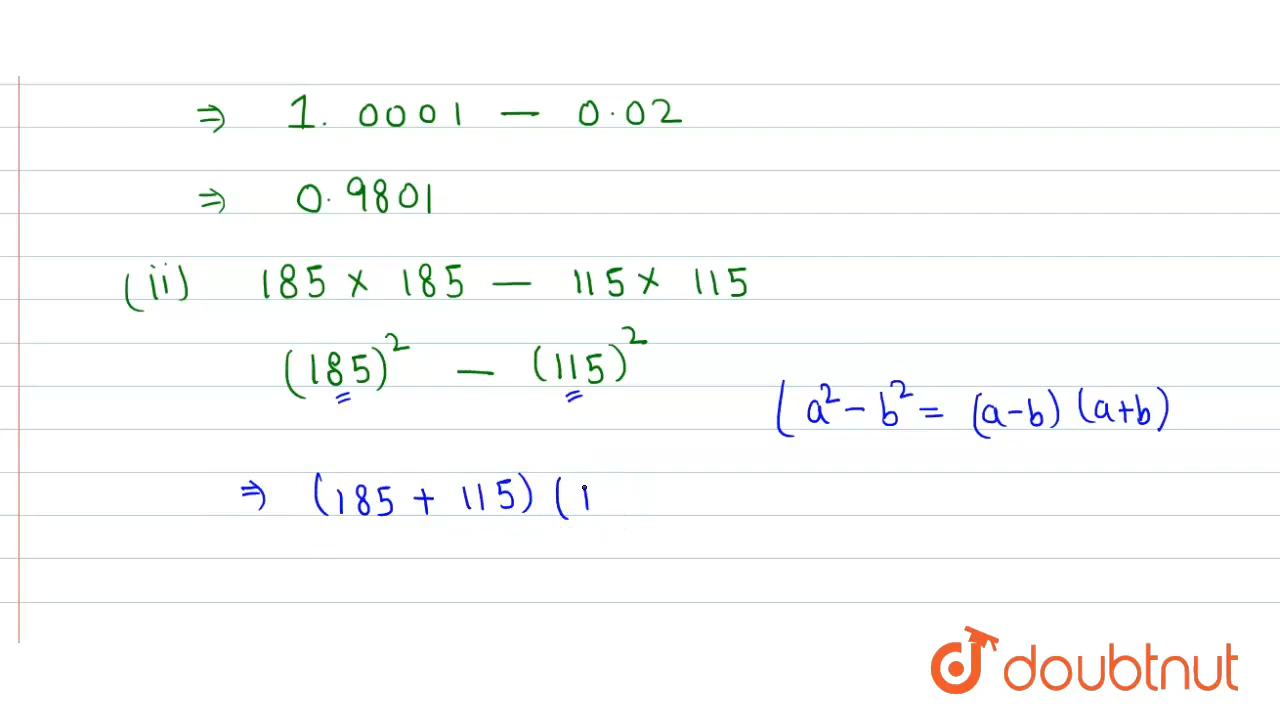 ⇒ 1.0001 — 0.02
⇒ 0.9801
(ii) 185 × 185 — 115 × 115
(185)² — (115)²
( a² - b² = (a-b) (a+b)
⇒ (185 + 115) (1
doubtnut